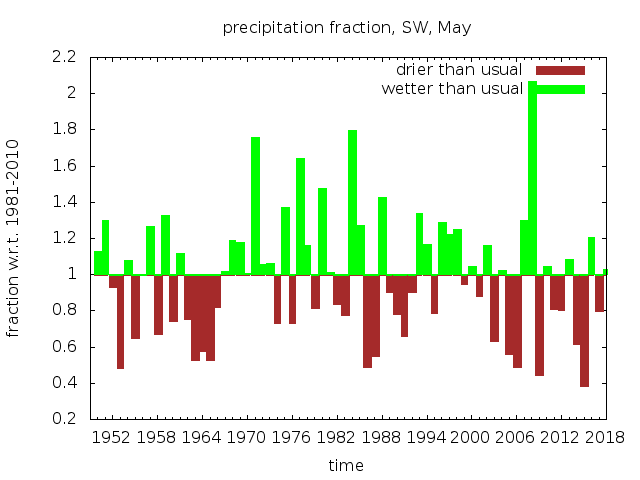 precipitation fraction, SW, May
drier than usual
wetter than usual
fraction w.r.t. 1981-2010
2.2
2
1.8
1.6
1.4
1.2
1
0.8
0.6
0.4
0.2
1952 1958 1964 1970 1976 1982 1988 1994 2000 2006 2012 2018
time